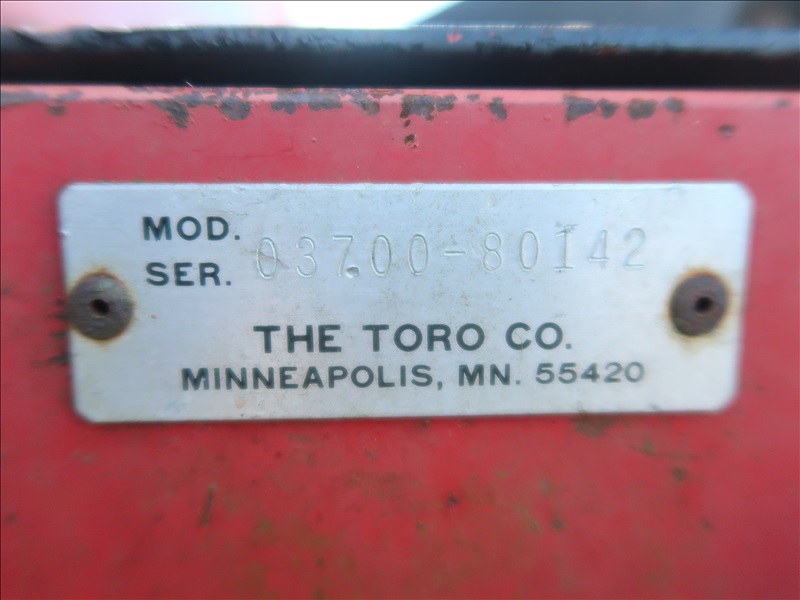 MOD.
SER. 03700-80142
THE TORO CO.
MINNEAPOLIS, MN. 55420